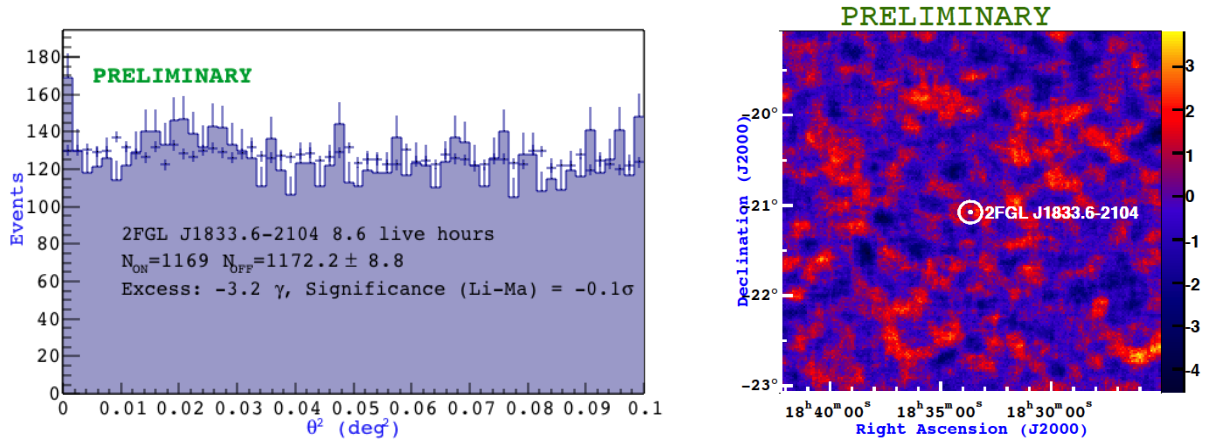 PRELIMINARY
180
160
140
120
100
80
60
40
20
0
Events
2FGL J1833.6-2104 8.6 live hours
N_ON=1169 N_OFF=1172.2 ± 8.8
Excess: -3.2 γ, Significance (Li-Ma) = -0.1σ
0 0.01 0.02 0.03 0.04 0.05 0.06 0.07 0.08 0.09 0.1
θ² (deg²)
PRELIMINARY
-20°
-21°
-22°
-23°
Declination (J2000)
2FGL J1833.6-2104
3
2
1
0
-1
-2
-3
-4
18ʰ40ᵐ00ˢ 18ʰ35ᵐ00ˢ 18ʰ30ᵐ00ˢ
Right Ascension (J2000)